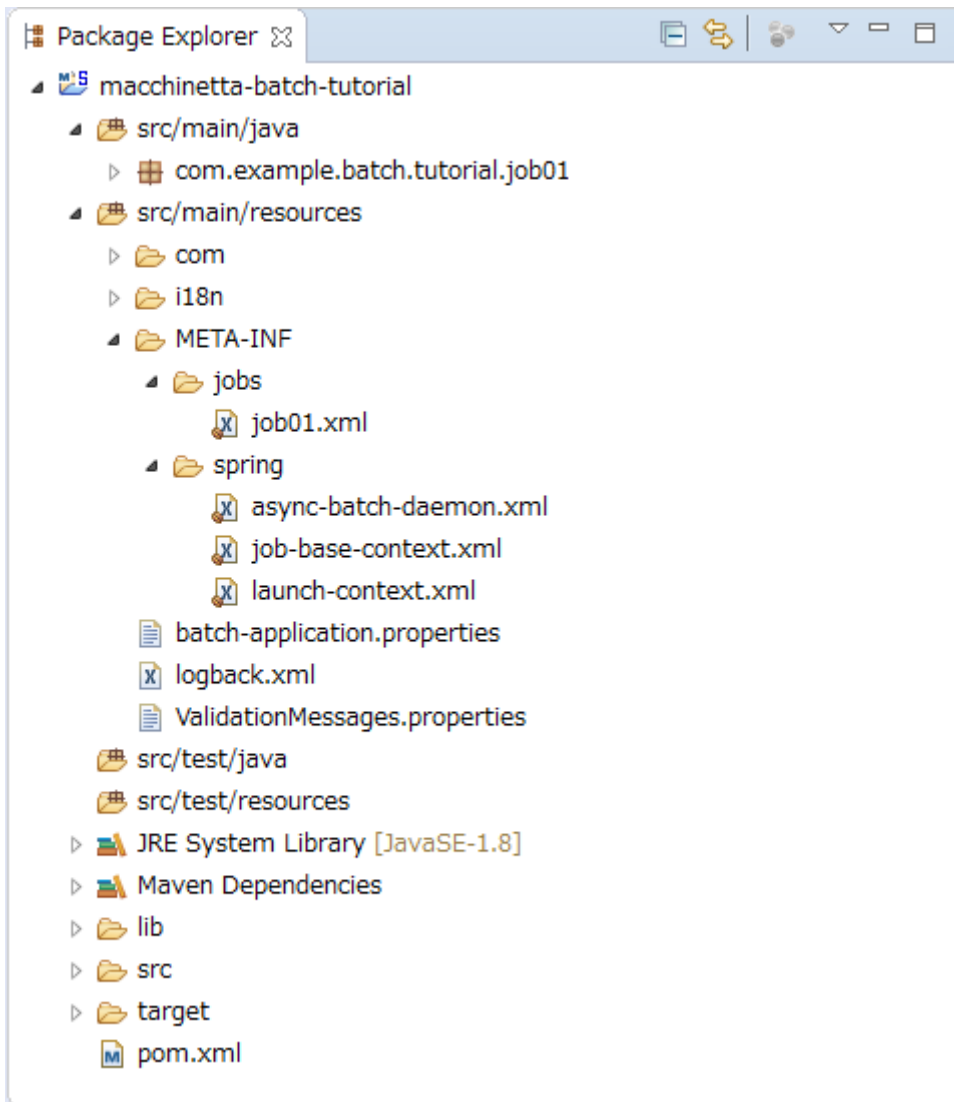 Package Explorer
macchinetta-batch-tutorial
src/main/java
com.example.batch.tutorial.job01
src/main/resources
com
i18n
META-INF
jobs
job01.xml
spring
async-batch-daemon.xml
job-base-context.xml
launch-context.xml
batch-application.properties
logback.xml
ValidationMessages.properties
src/test/java
src/test/resources
JRE System Library [JavaSE-1.8]
Maven Dependencies
lib
src
target
pom.xml